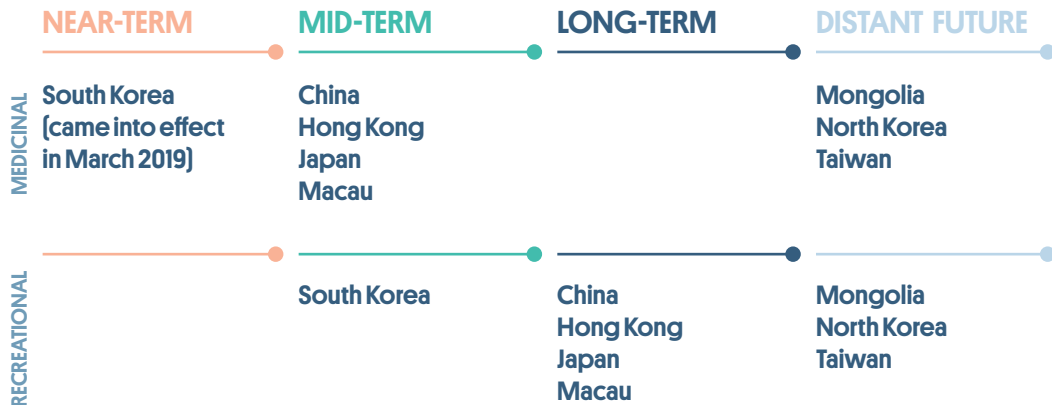 NEAR-TERM
MID-TERM
LONG-TERM
DISTANT FUTURE
MEDICINAL
South Korea
(came into effect
in March 2019)
China
Hong Kong
Japan
Macau
Mongolia
North Korea
Taiwan
RECREATIONAL
South Korea
China
Hong Kong
Japan
Macau
Mongolia
North Korea
Taiwan